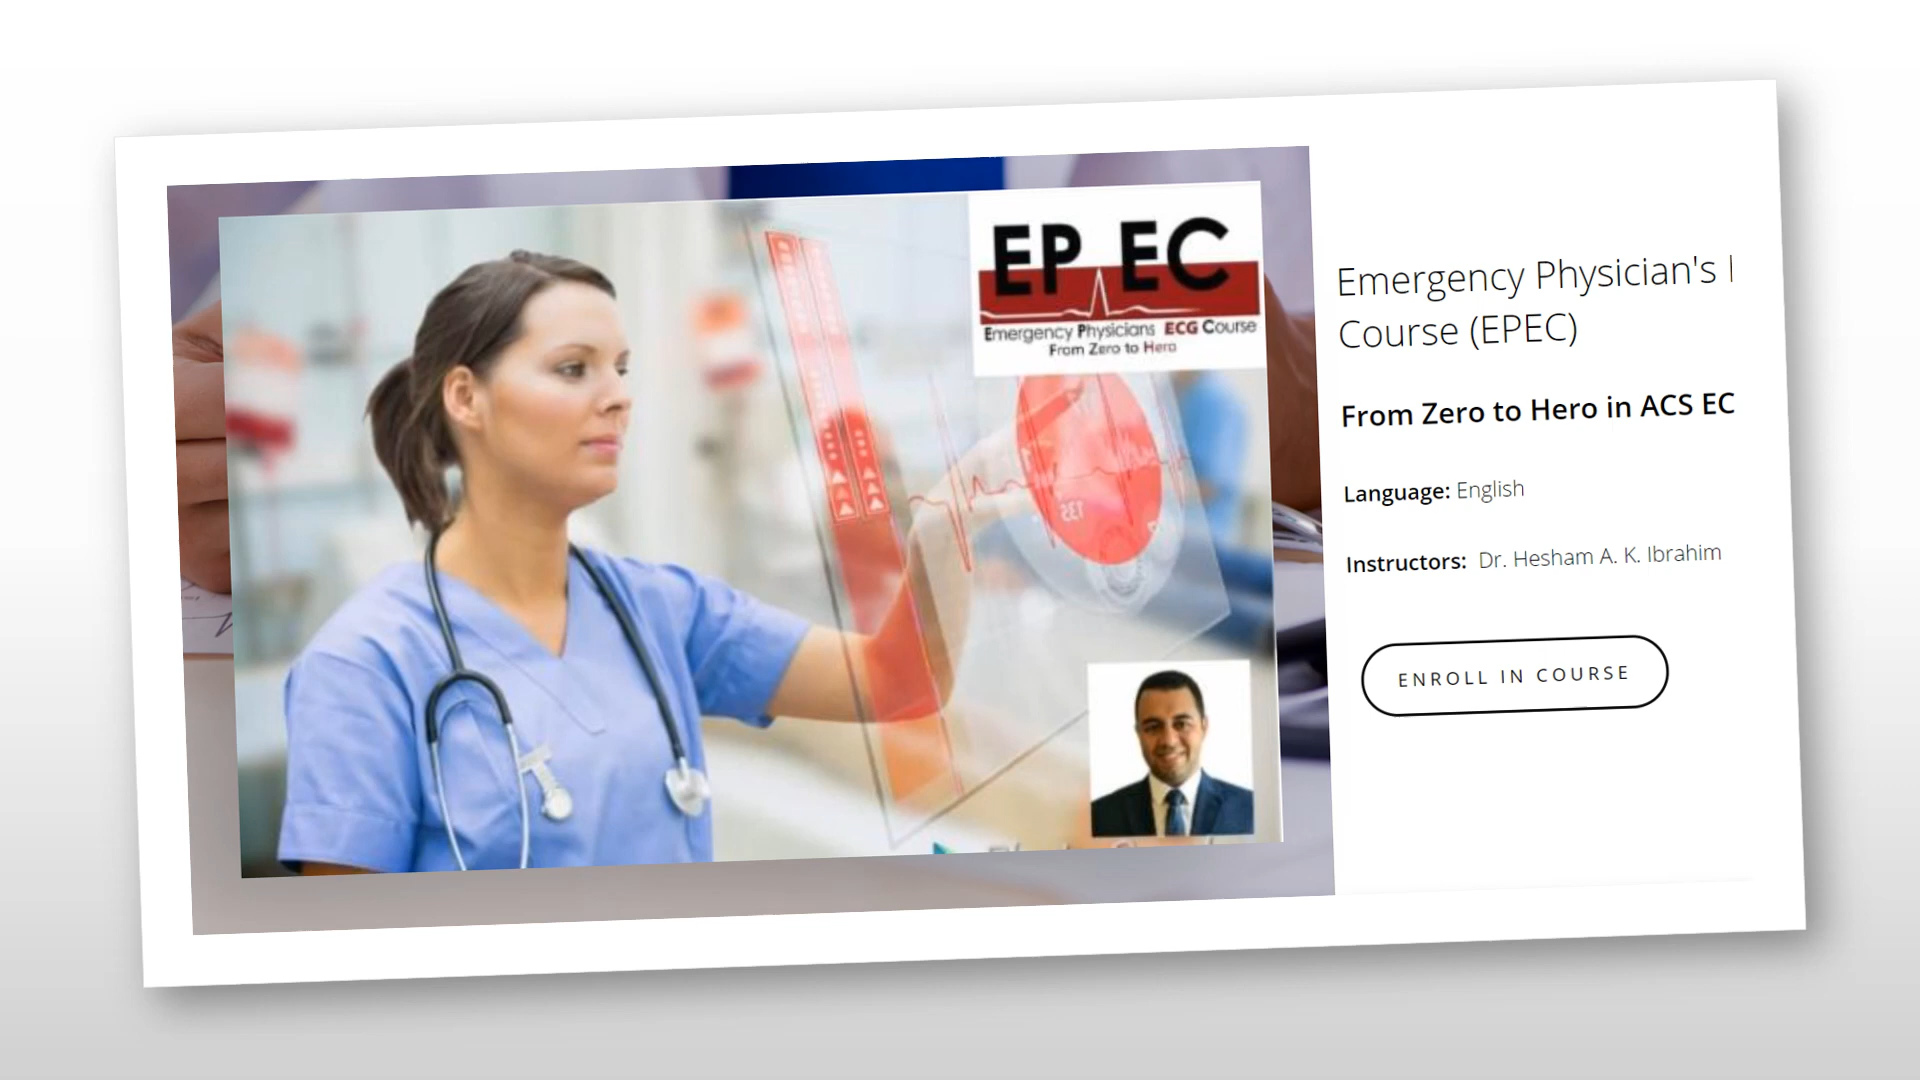 EP EC
Emergency Physicians ECG Course
From Zero to Hero
135
Emergency Physician's
Course (EPEC)
From Zero to Hero in ACS EC
Language: English
Instructors: Dr. Hesham A. K. Ibrahim
ENROLL IN COURSE